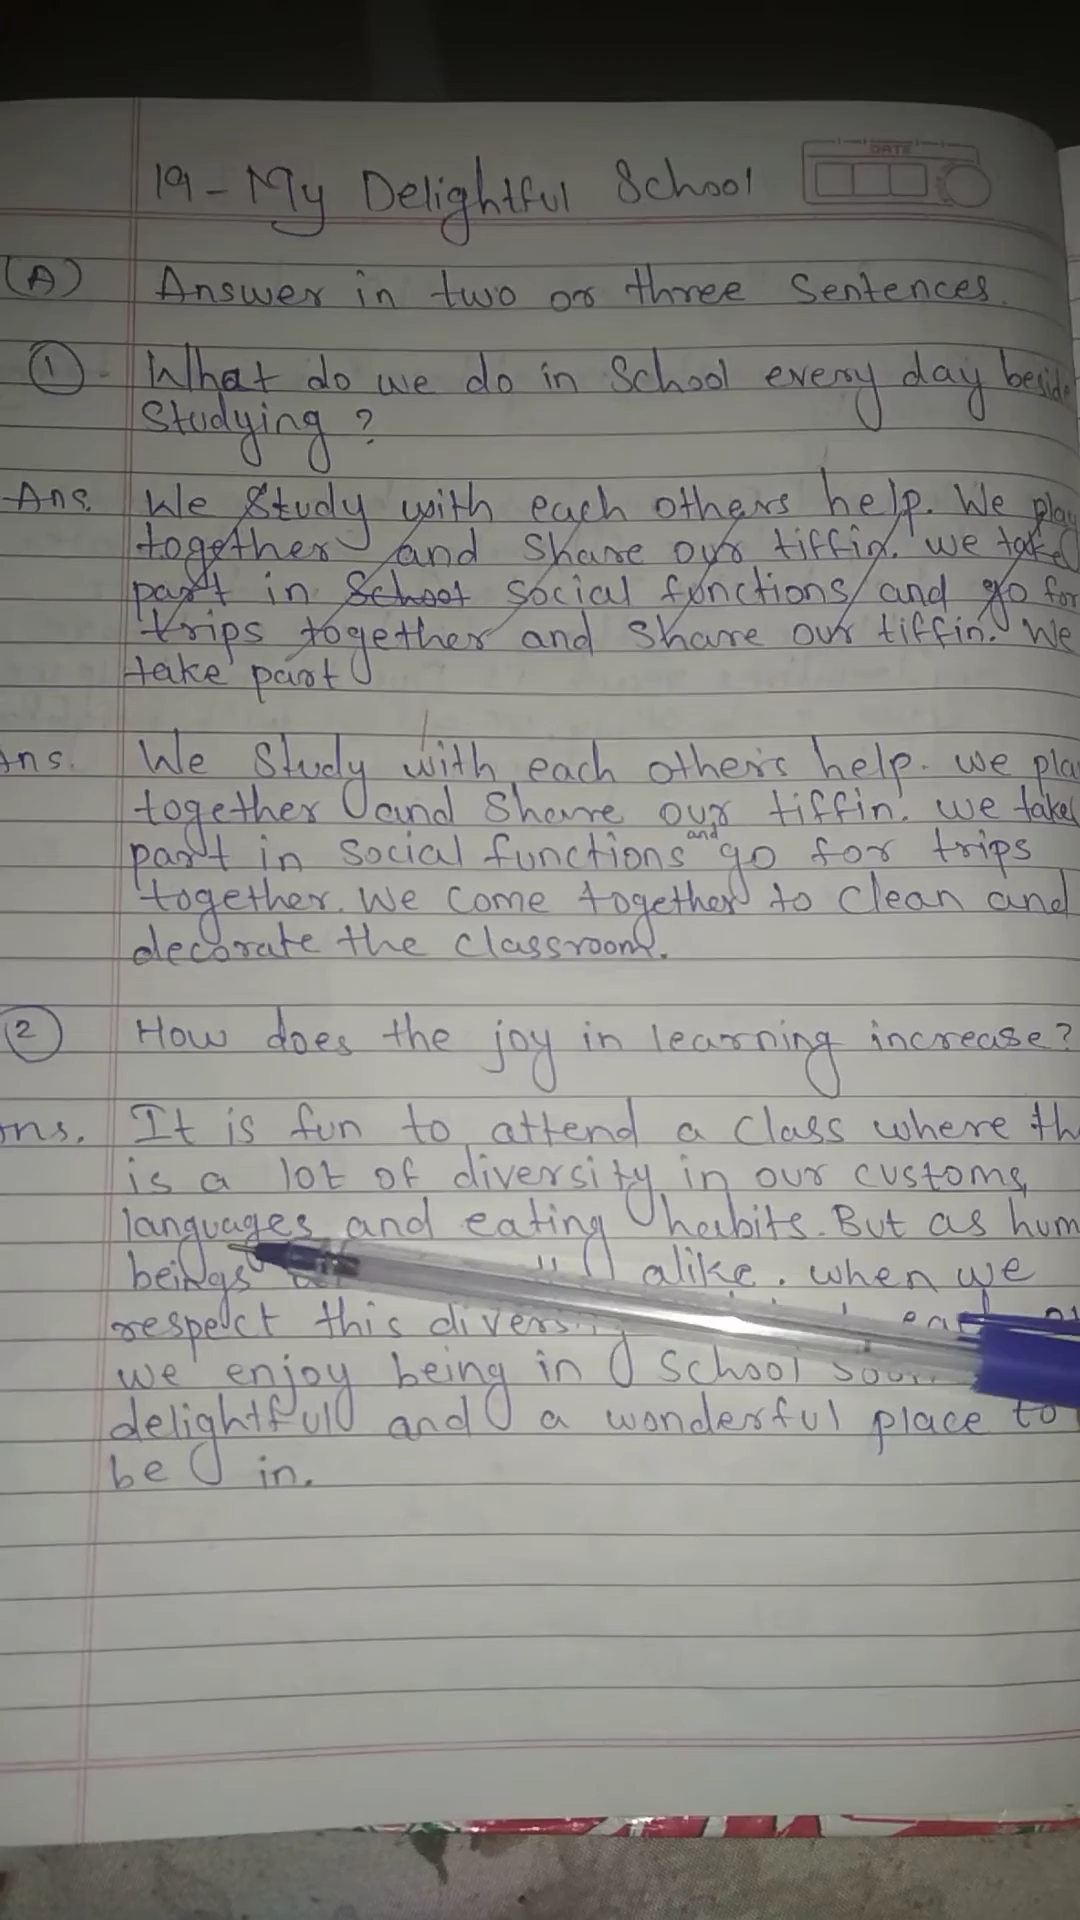 DATE
19 - My Delightful School
(A) Answer in two or three Sentences.
1 What do we do in School every day
Studying ?
Ans. We Study with each others help. We play
together and Share our tiffin. we take
part in School social functions and go for
trips together and Share our tiffin. We
take part
Ans. We Study with each other's help. we
together and Share our tiffin. we take
part in social functions and go for trips
together. We come together to clean and
decorate the classroom.
2 How does the joy in learning increase?
Ans. It is fun to attend a class where
is a lot of diversity in our customs,
languages and eating habits. But as
beings alike. when we
respect this
we enjoy being in School
delightful and a wonderful place to
be in.